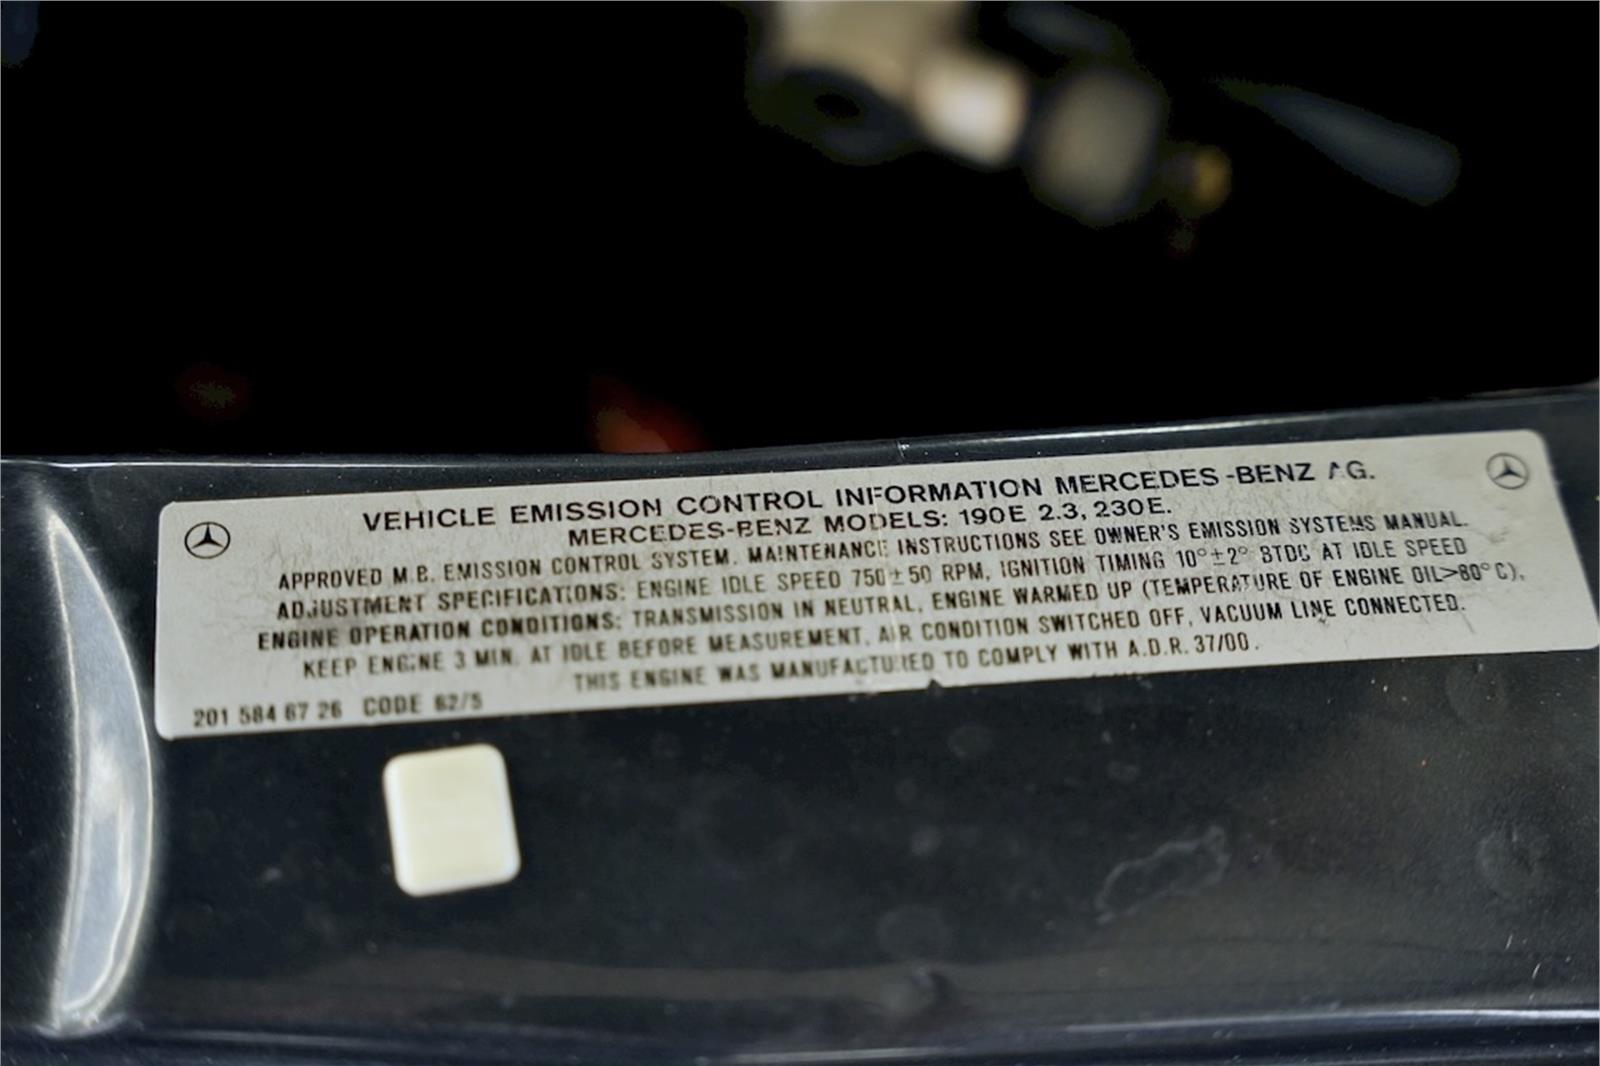 VEHICLE EMISSION CONTROL INFORMATION MERCEDES-BENZ AG.
MERCEDES-BENZ MODELS: 190E 2.3, 230E.
APPROVED M.B. EMISSION CONTROL SYSTEM. MAINTENANCE INSTRUCTIONS SEE OWNER'S EMISSION SYSTEMS MANUAL.
ADJUSTMENT SPECIFICATIONS: ENGINE IDLE SPEED 750±50 RPM, IGNITION TIMING 10°±2° BTDC AT IDLE SPEED
ENGINE OPERATION CONDITIONS: TRANSMISSION IN NEUTRAL, ENGINE WARMED UP (TEMPERATURE OF ENGINE OIL>80°C),
KEEP ENGINE 3 MIN. AT IDLE BEFORE MEASUREMENT, AIR CONDITION SWITCHED OFF, VACUUM LINE CONNECTED.
THIS ENGINE WAS MANUFACTURED TO COMPLY WITH A.D.R. 37/00.
201 584 67 26 CODE 62/5